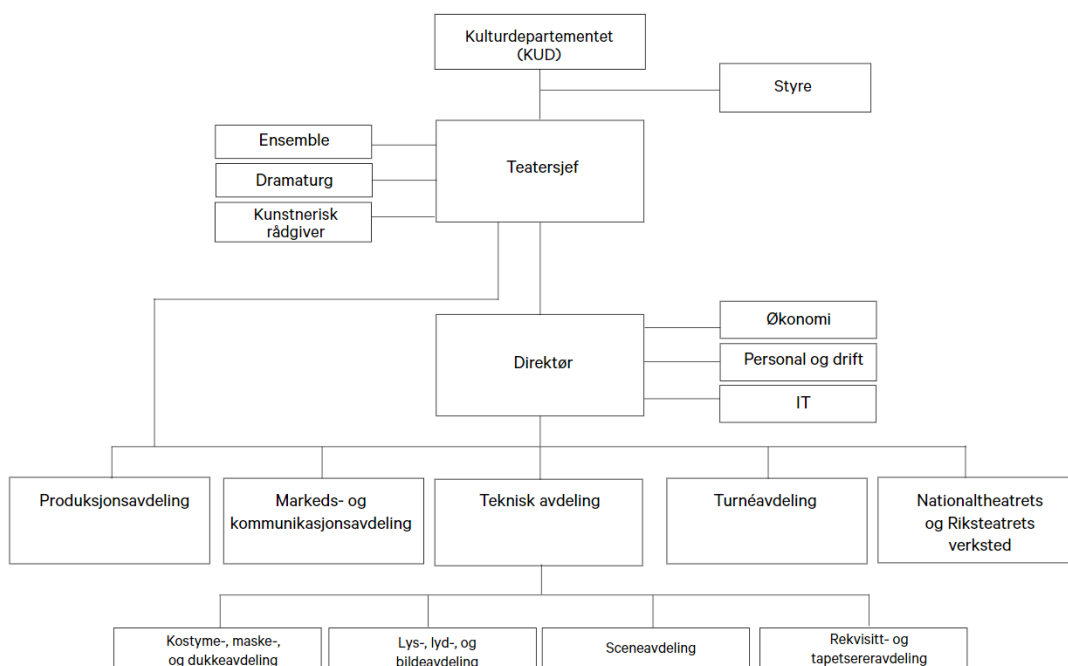 Kulturdepartementet
(KUD)
Styre
Ensemble
Dramaturg
Kunstnerisk
rådgiver
Teatersjef
Direktør
Økonomi
Personal og drift
IT
Produksjonsavdeling
Markeds- og
kommunikasjonsavdeling
Teknisk avdeling
Turnéavdeling
Nationaltheatrets
og Riksteatrets
verksted
Kostyme-, maske-,
og dukkeavdeling
Lys-, lyd-, og
bildeavdeling
Sceneavdeling
Rekvisitt- og
tapetsereravdeling